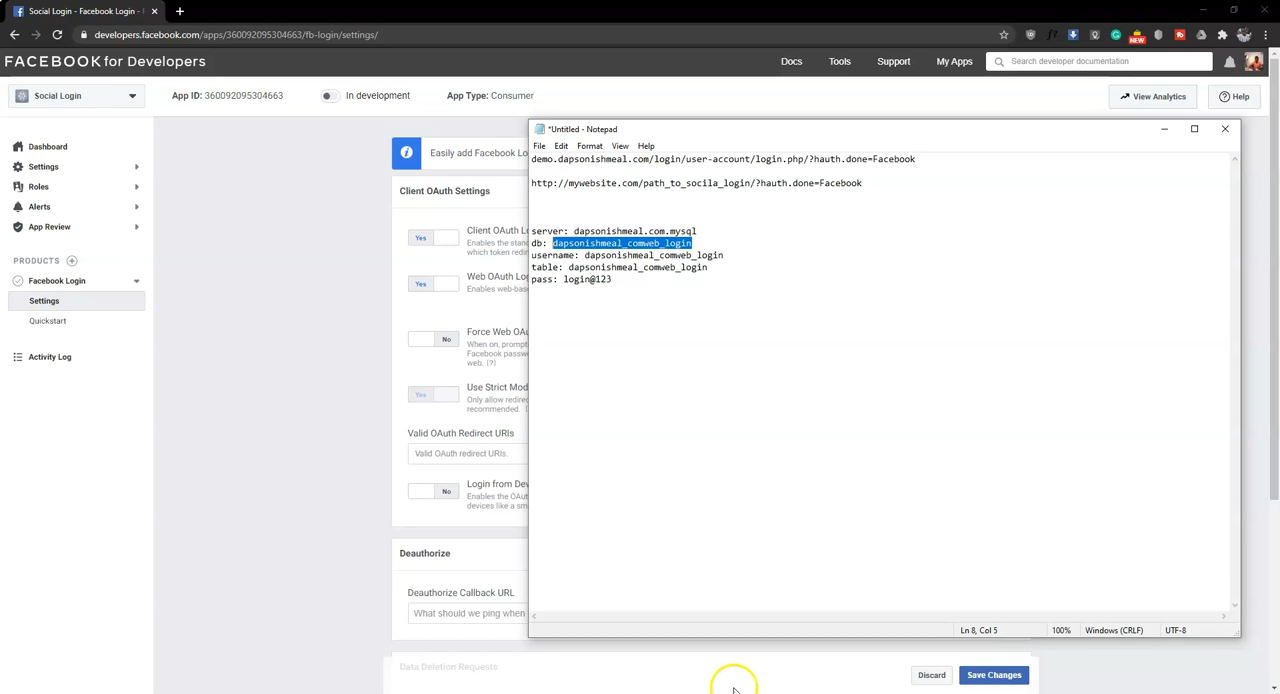 Social Login - Facebook Login -
developers.facebook.com/apps/360092095304663/fb-login/settings/
NEW
FACEBOOK for Developers
Docs
Tools
Support
My Apps
Search developer documentation
Social Login
App ID: 360092095304663
In development
App Type: Consumer
View Analytics
Help
Dashboard
Settings
Roles
Alerts
App Review
PRODUCTS
Facebook Login
Settings
Quickstart
Activity Log
Easily add Facebook Lo
Client OAuth Settings
Yes
Client OAuth Lo
Enables the stan
which token redi
Yes
Web OAuth Log
Enables web-base
No
Force Web OAu
When on, prompt
Facebook passw
web. [?]
Yes
Use Strict Mod
Only allow redire
recommended.
Valid OAuth Redirect URIs
Valid OAuth redirect URIs.
No
Login from Dev
Enables the OAu
devices like a sm
Deauthorize
Deauthorize Callback URL
What should we ping when
Data Deletion Requests
Discard
Save Changes
*Untitled - Notepad
File Edit Format View Help
demo.dapsonishmeal.com/login/user-account/login.php/?hauth.done=Facebook
http://mywebsite.com/path_to_socila_login/?hauth.done=Facebook
server: dapsonishmeal.com.mysql
db: dapsonishmeal_comweb_login
username: dapsonishmeal_comweb_login
table: dapsonishmeal_comweb_login
pass: login@123
Ln 8, Col 5
100%
Windows (CRLF)
UTF-8